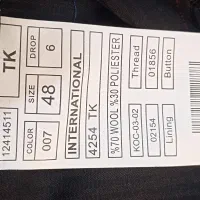 12414511 TK
COLOR SIZE DROP
007 48 6
INTERNATIONAL
4254 TK
%70 WOOL %30 POLIESTER
KOC-03-02 Thread
02154 01856
Lining Button